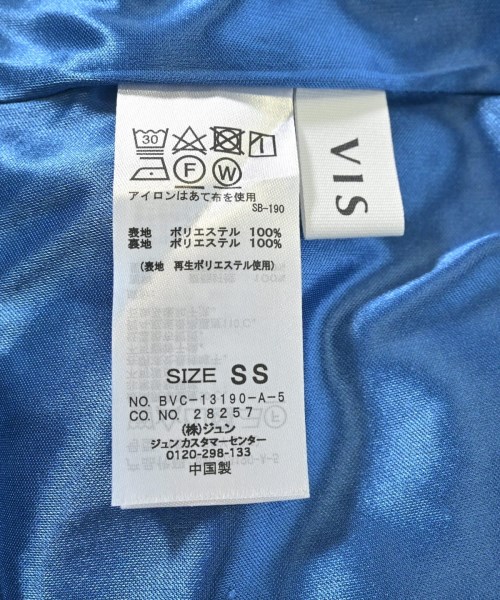 VIS
30
F W
アイロンはあて布を使用
SB-190
表地 ポリエステル 100%
裏地 ポリエステル 100%
(表地 再生ポリエステル使用)
SIZE SS
NO. BVC-13190-A-5
CO. NO. 28257
(株)ジュン
ジュン カスタマーセンター
0120-298-133
中国製